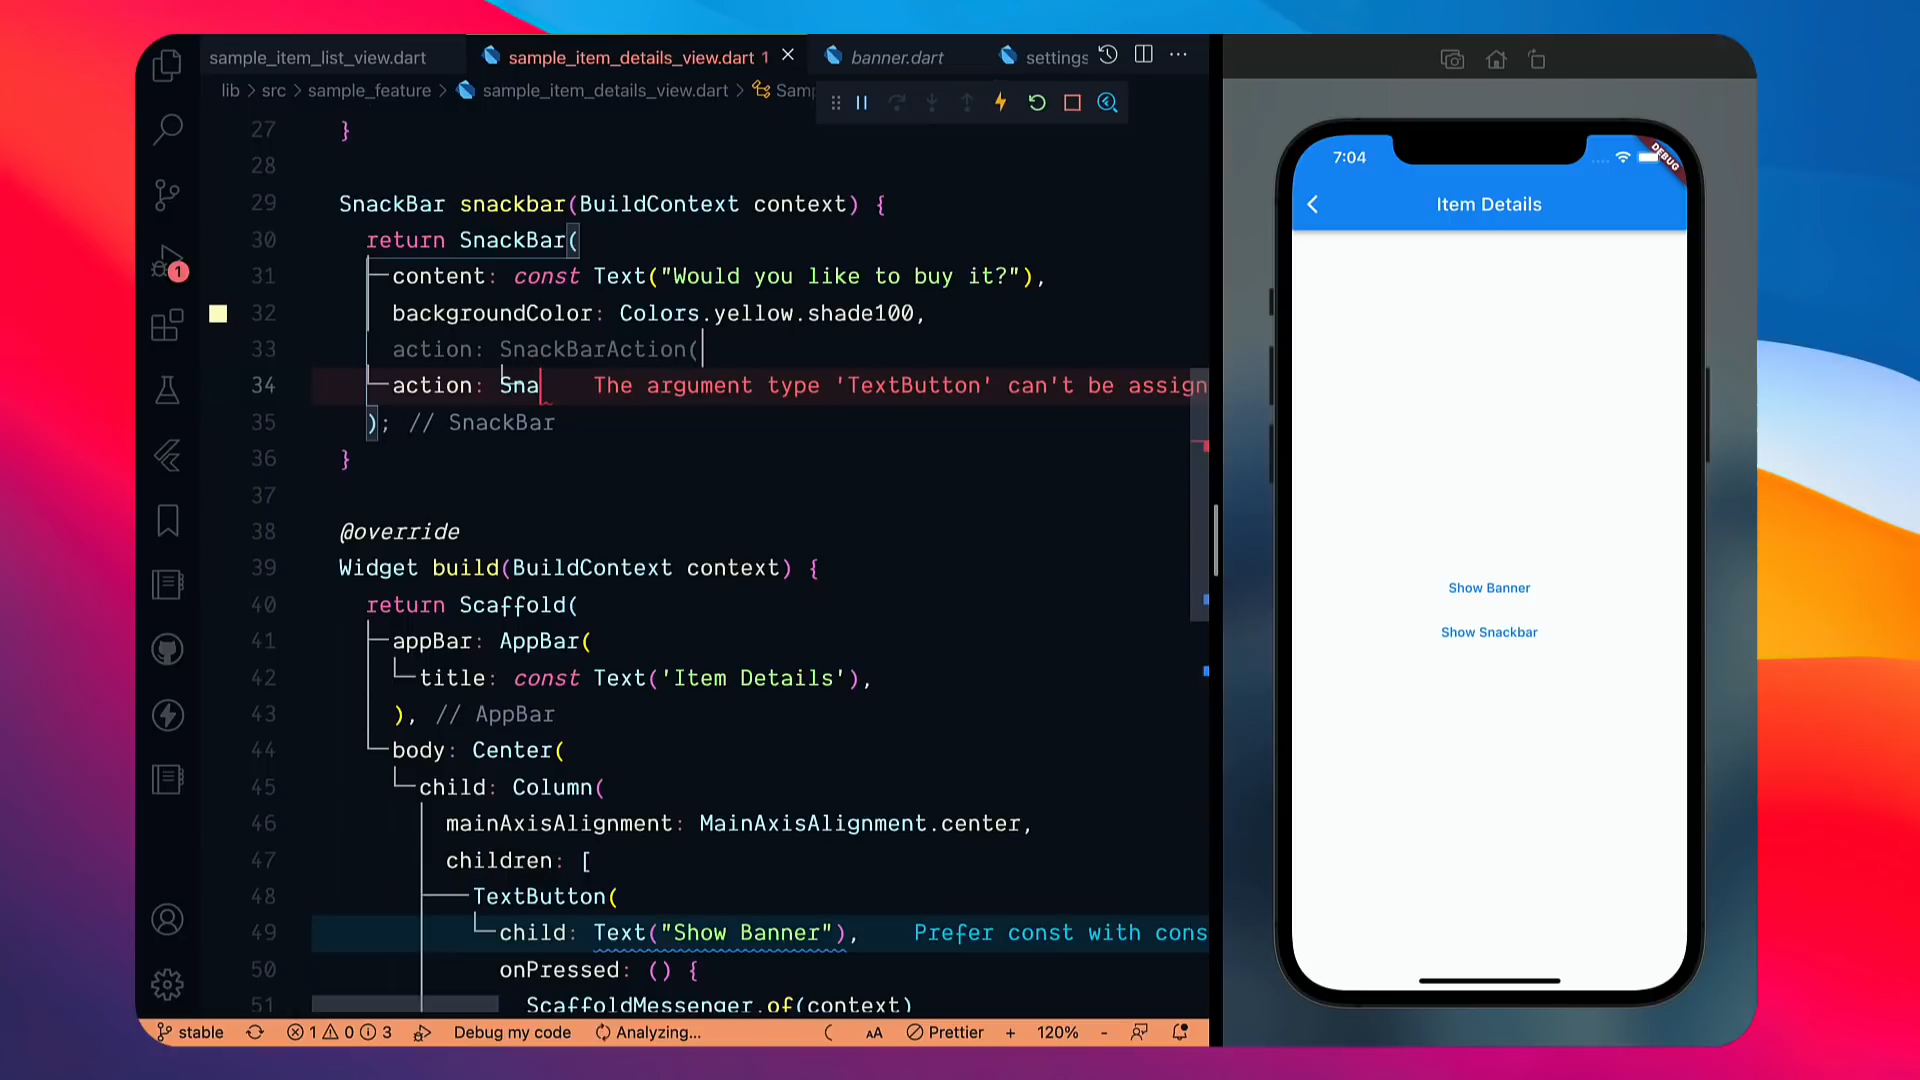 sample_item_list_view.dart
sample_item_details_view.dart 1
banner.dart
settings
lib > src > sample_feature > sample_item_details_view.dart > Samp
27 }
28
29 SnackBar snackbar(BuildContext context) {
30 return SnackBar(
31 content: const Text("Would you like to buy it?"),
32 backgroundColor: Colors.yellow.shade100,
33 action: SnackBarAction(
34 action: Sna The argument type 'TextButton' can't be assign
35 ); // SnackBar
36 }
37
38 @override
39 Widget build(BuildContext context) {
40 return Scaffold(
41 appBar: AppBar(
42 title: const Text('Item Details'),
43 ), // AppBar
44 body: Center(
45 child: Column(
46 mainAxisAlignment: MainAxisAlignment.center,
47 children: [
48 TextButton(
49 child: Text("Show Banner"), Prefer const with cons
50 onPressed: () {
51 ScaffoldMessenger.of(context)
1
stable 1 0 3 Debug my code Analyzing... AA Prettier + 120% -
7:04
DEBUG
Item Details
Show Banner
Show Snackbar